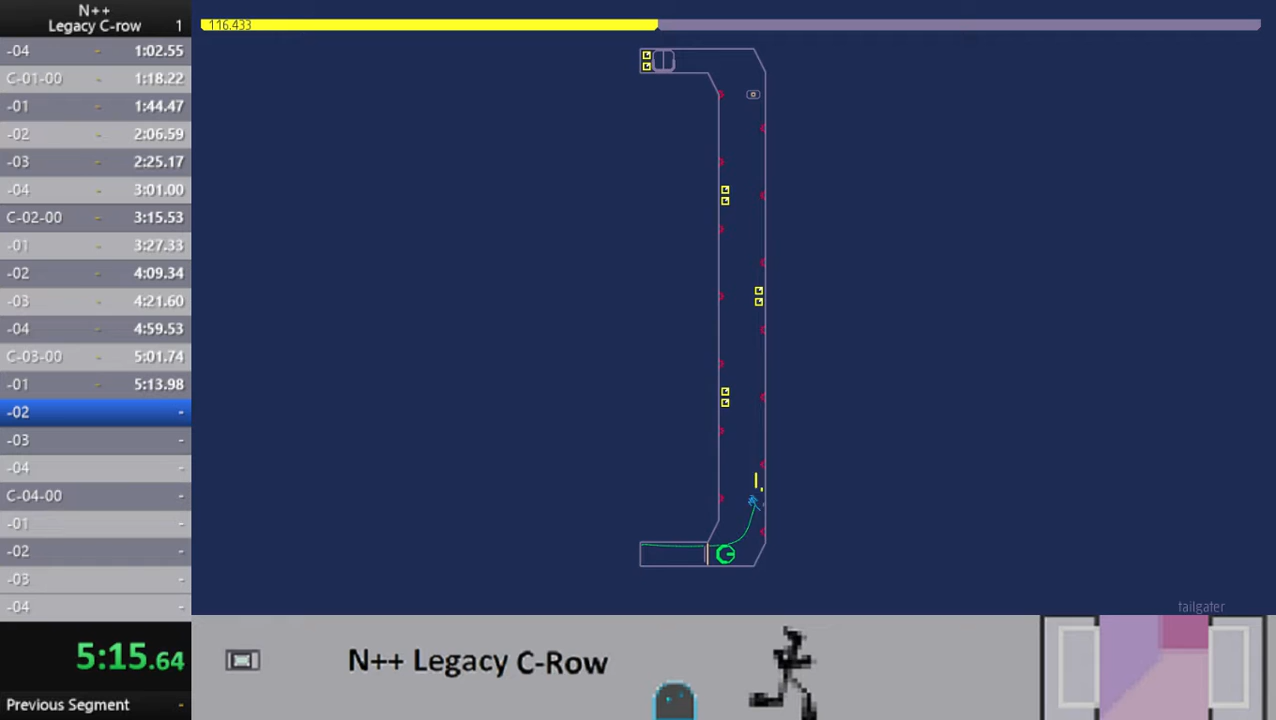 N++
Legacy C-row 1
-04 - 1:02.55
C-01-00 - 1:18.22
-01 - 1:44.47
-02 - 2:06.59
-03 - 2:25.17
-04 - 3:01.00
C-02-00 - 3:15.53
-01 - 3:27.33
-02 - 4:09.34
-03 - 4:21.60
-04 - 4:59.53
C-03-00 - 5:01.74
-01 - 5:13.98
-02 -
-03 -
-04 -
C-04-00 -
-01 -
-02 -
-03 -
-04 -
5:15.64
Previous Segment -
116.433
tailgater
N++ Legacy C-Row